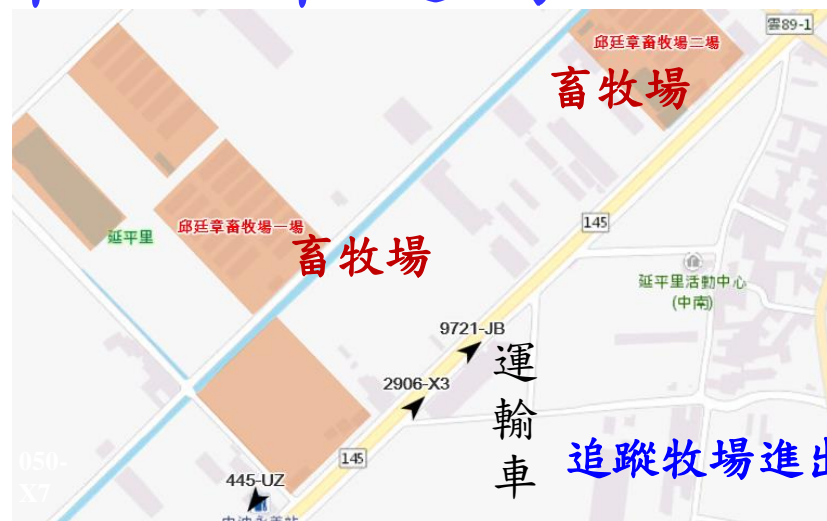 雲89-1
邱廷章畜牧場二場
畜牧場
145
延平里
邱廷章畜牧場一場
畜牧場
延平里活動中心
(中南)
9721-JB
2906-X3
運輸車
145
050-
X7
445-UZ
追蹤牧場進出